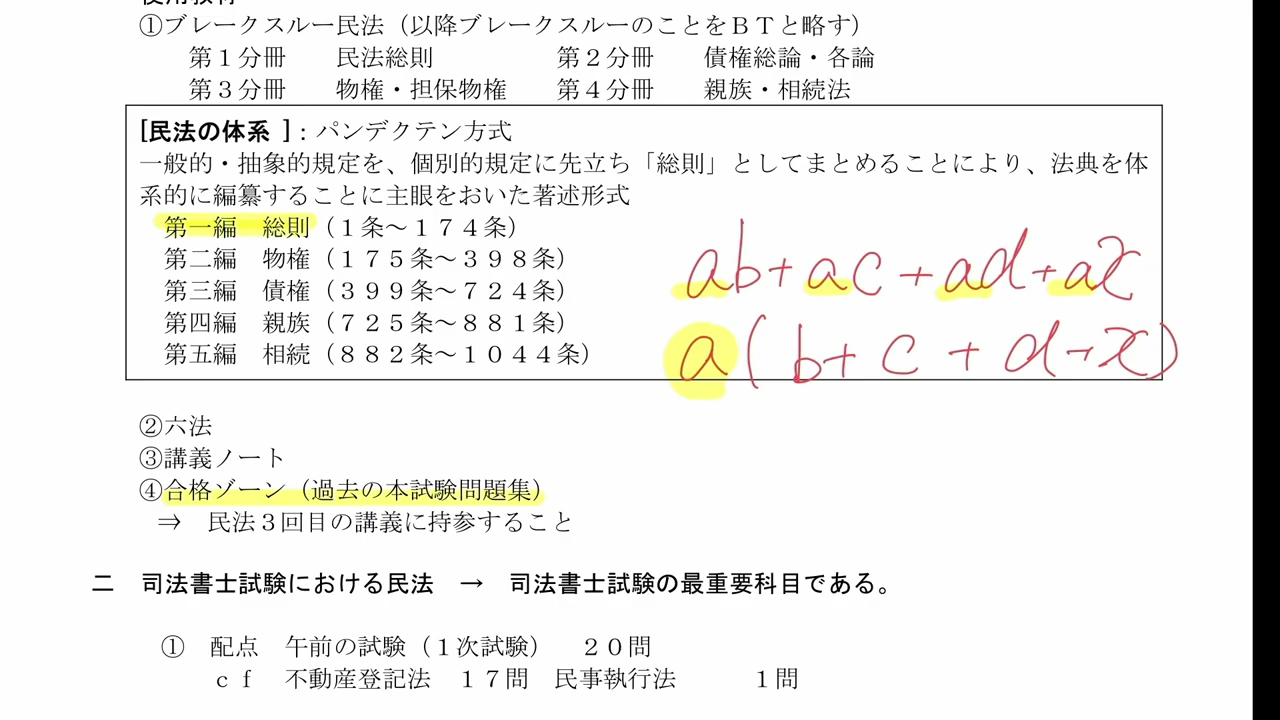 ①ブレークスルー民法（以降ブレークスルーのことをＢＴと略す）
第１分冊　民法総則　第２分冊　債権総論・各論
第３分冊　物権・担保物権　第４分冊　親族・相続法
[民法の体系 ]：パンデクテン方式
一般的・抽象的規定を、個別的規定に先立ち「総則」としてまとめることにより、法典を体
系的に編纂することに主眼をおいた著述形式
第一編　総則（１条～１７４条）
第二編　物権（１７５条～３９８条）
第三編　債権（３９９条～７２４条）
第四編　親族（７２５条～８８１条）
第五編　相続（８８２条～１０４４条）
ab+ac+ad+ax
a(b+c+d+x)
②六法
③講義ノート
④合格ゾーン（過去の本試験問題集）
⇒　民法３回目の講義に持参すること
二　司法書士試験における民法　→　司法書士試験の最重要科目である。
①　配点　午前の試験（１次試験）　２０問
ｃｆ　不動産登記法　１７問　民事執行法　１問